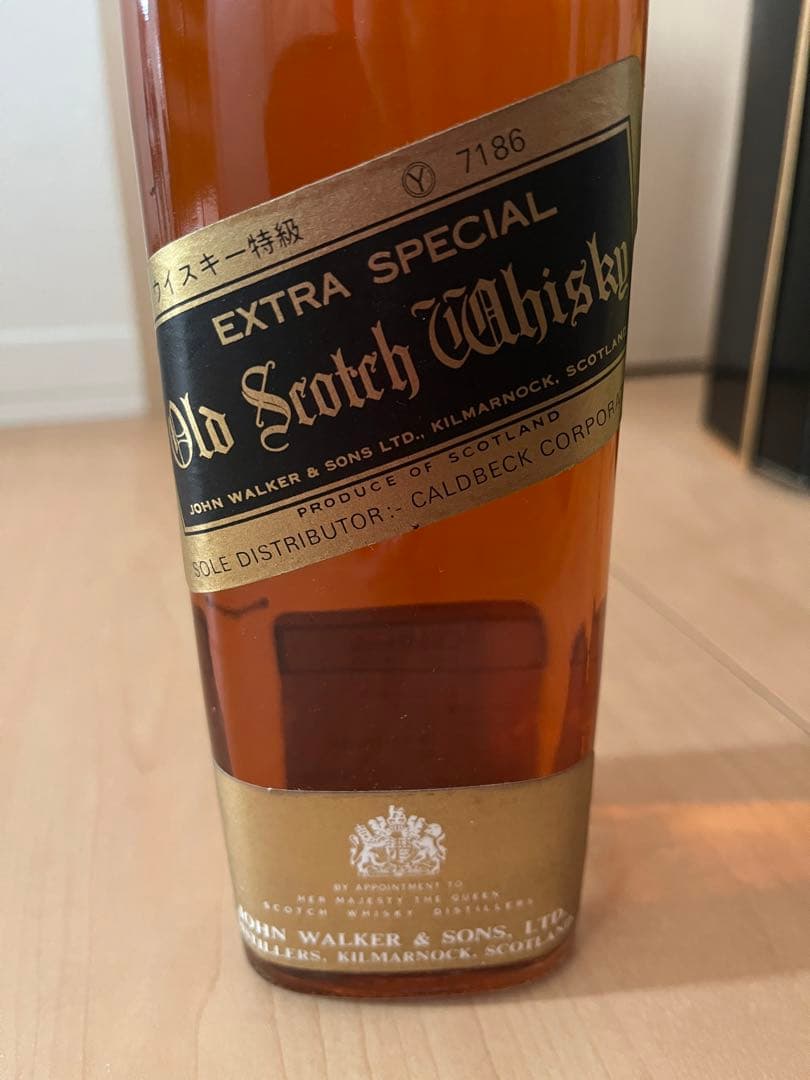 ウイスキー特級 Ⓨ 7186
EXTRA SPECIAL
Old Scotch Whisky
JOHN WALKER & SONS LTD., KILMARNOCK, SCOTLAND
PRODUCE OF SCOTLAND
SOLE DISTRIBUTOR:- CALDBECK CORPORA
BY APPOINTMENT TO
HER MAJESTY THE QUEEN
SCOTCH WHISKY DISTILLERS
JOHN WALKER & SONS, LTD.
DISTILLERS, KILMARNOCK, SCOTLAND